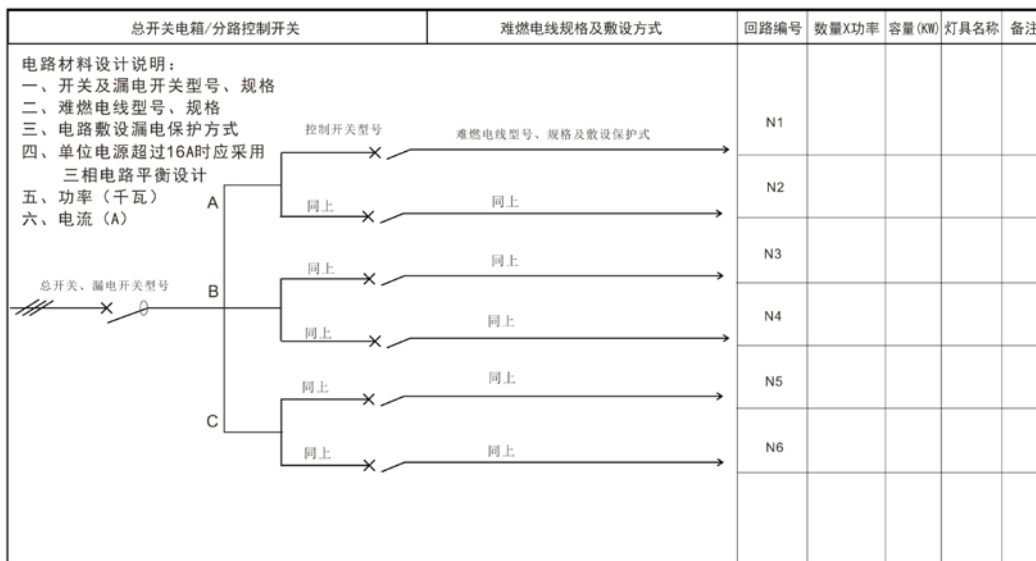 总开关电箱/分路控制开关 难燃电线规格及敷设方式 回路编号 数量X功率 容量(KW) 灯具名称 备注
电路材料设计说明：
一、开关及漏电开关型号、规格
二、难燃电线型号、规格
三、电路敷设漏电保护方式
四、单位电源超过16A时应采用
三相电路平衡设计
五、功率（千瓦）
六、电流（A）
控制开关型号 难燃电线型号、规格及敷设保护式 N1
A 同上 同上 N2
同上 同上 N3
总开关、漏电开关型号 B
同上 同上 N4
同上 同上 N5
C
同上 同上 N6